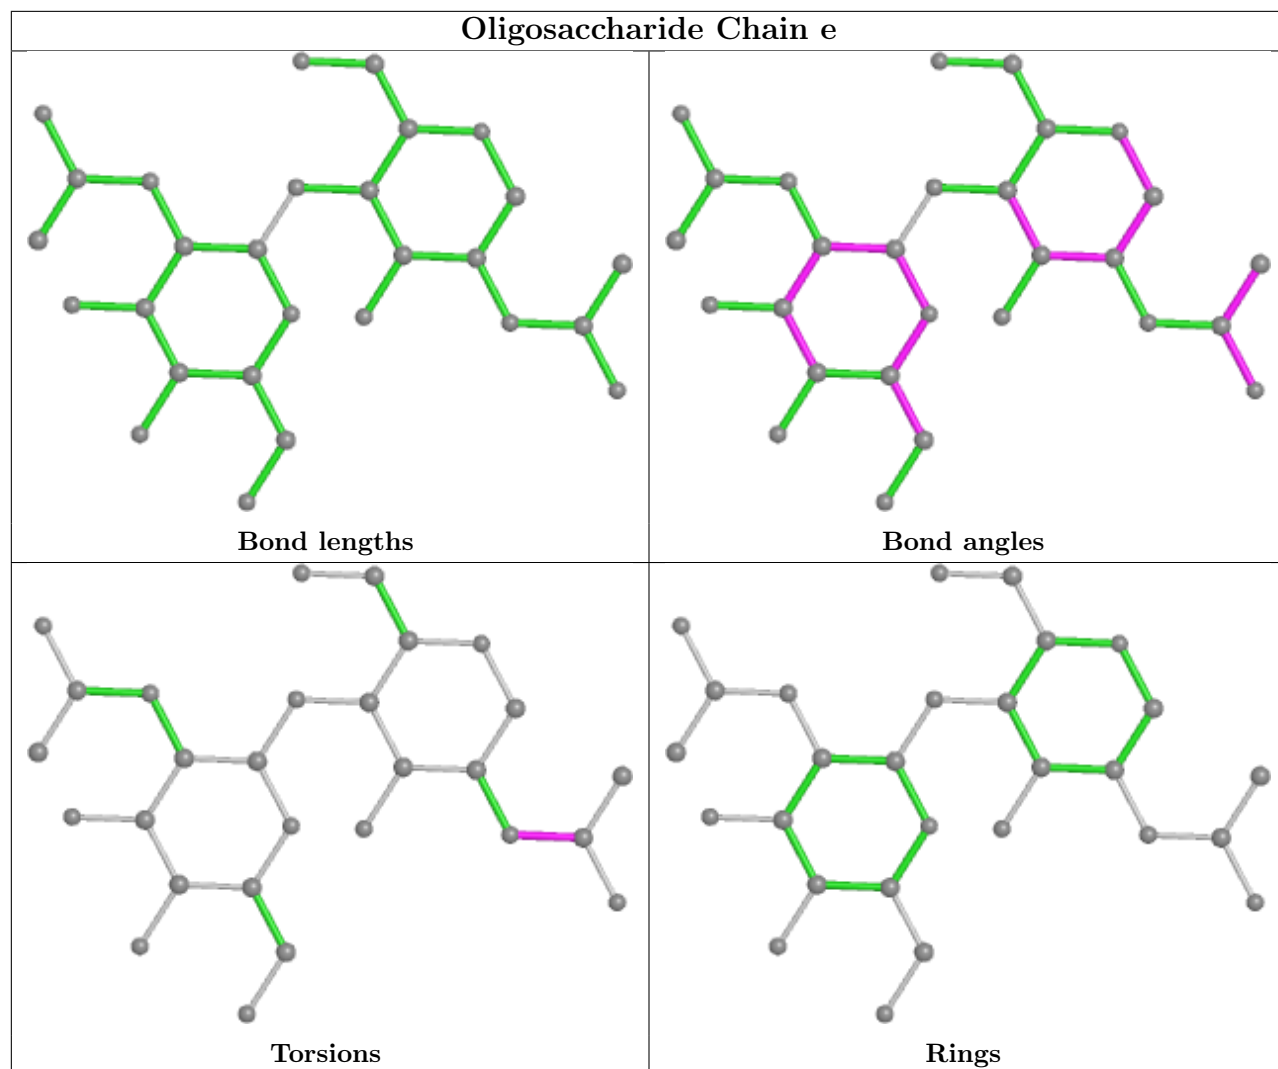 Oligosaccharide Chain e
Bond lengths
Bond angles
Torsions
Rings